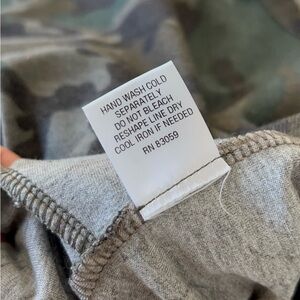 HAND WASH COLD
SEPARATELY
DO NOT BLEACH
RESHAPE LINE DRY
COOL IRON IF NEEDED
RN 83059